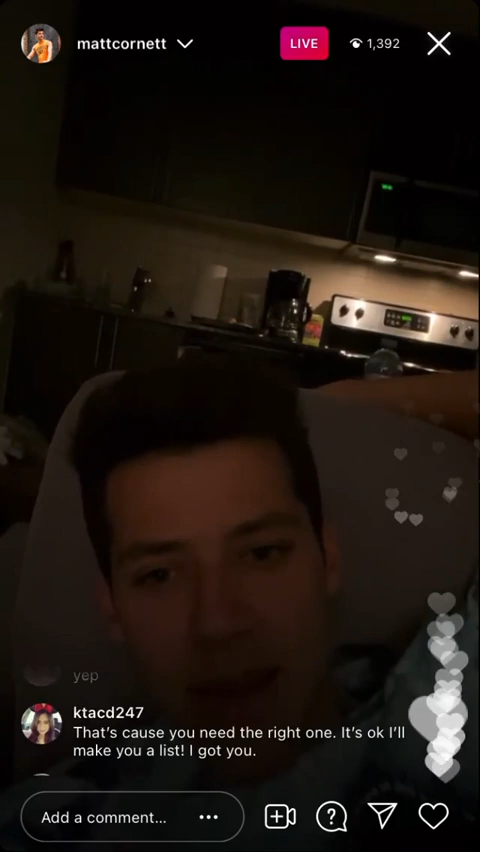 mattcornett
LIVE
1,392
yep
ktacd247
That's cause you need the right one. It's ok I'll
make you a list! I got you.
Add a comment...